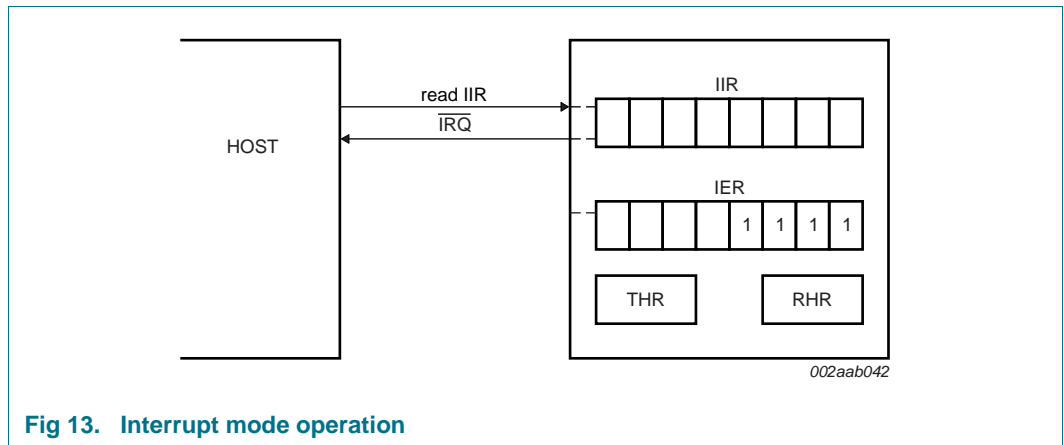 read IIR
IRQ
HOST
IIR
IER
1 1 1 1
THR RHR
002aab042
Fig 13. Interrupt mode operation